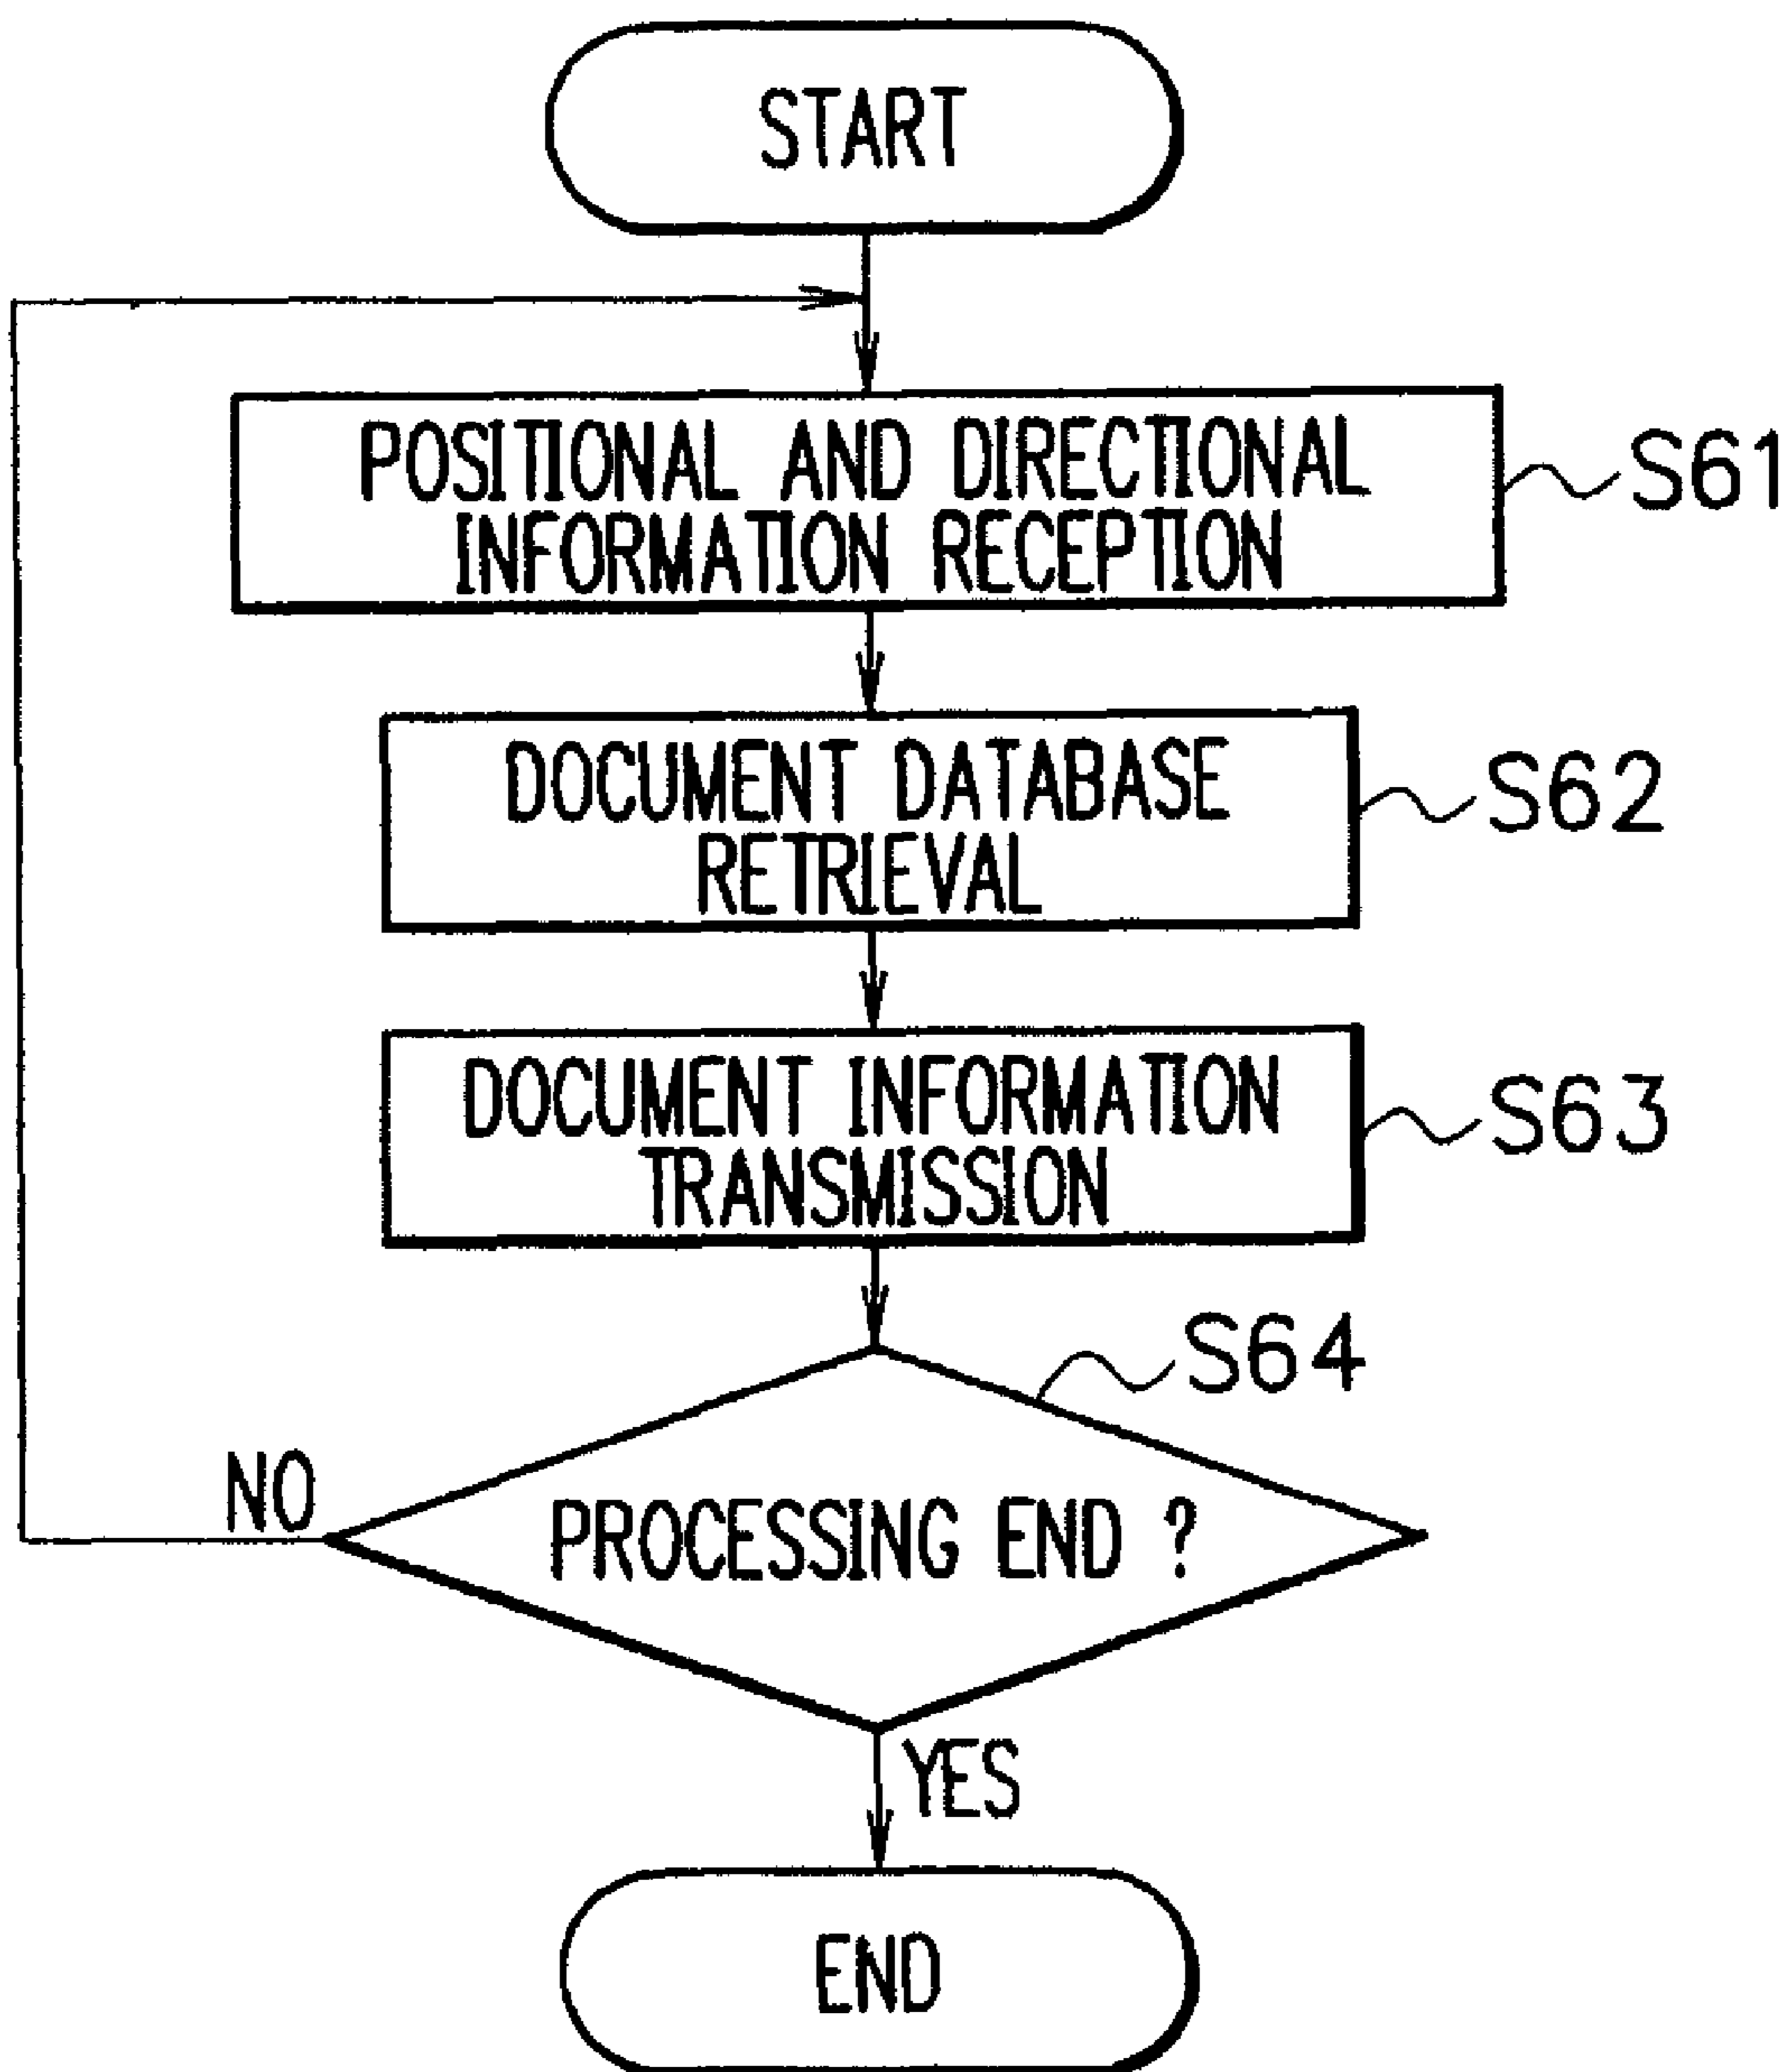 START
POSITIONAL AND DIRECTIONAL
INFORMATION RECEPTION
S61
DOCUMENT DATABASE
RETRIEVAL
S62
DOCUMENT INFORMATION
TRANSMISSION
S63
S64
NO
PROCESSING END ?
YES
END